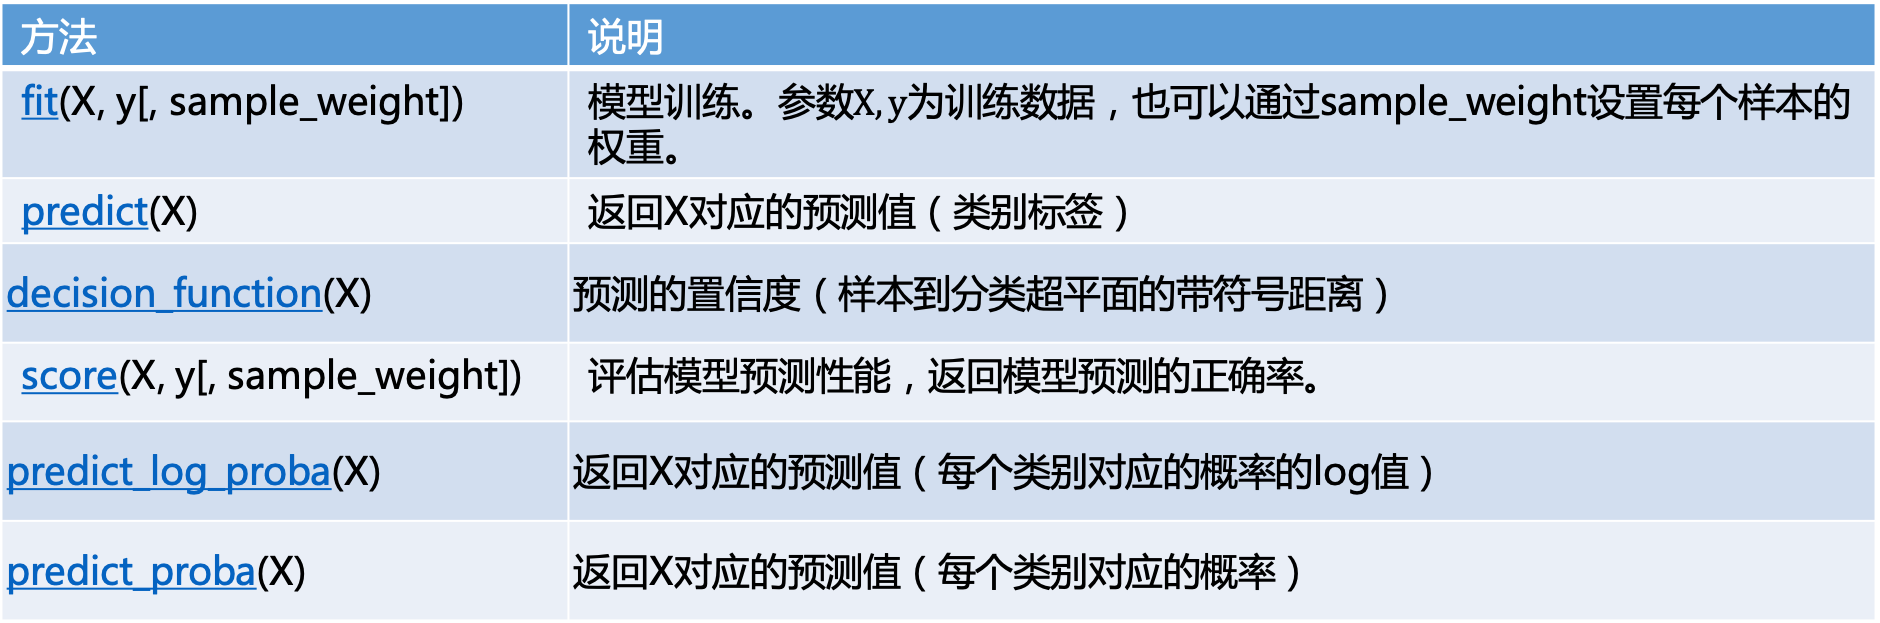 方法
说明
fit(X, y[, sample_weight])
模型训练。参数X,y为训练数据，也可以通过sample_weight设置每个样本的
权重。
predict(X)
返回X对应的预测值（类别标签）
decision_function(X)
预测的置信度（样本到分类超平面的带符号距离）
score(X, y[, sample_weight])
评估模型预测性能，返回模型预测的正确率。
predict_log_proba(X)
返回X对应的预测值（每个类别对应的概率的log值）
predict_proba(X)
返回X对应的预测值（每个类别对应的概率）